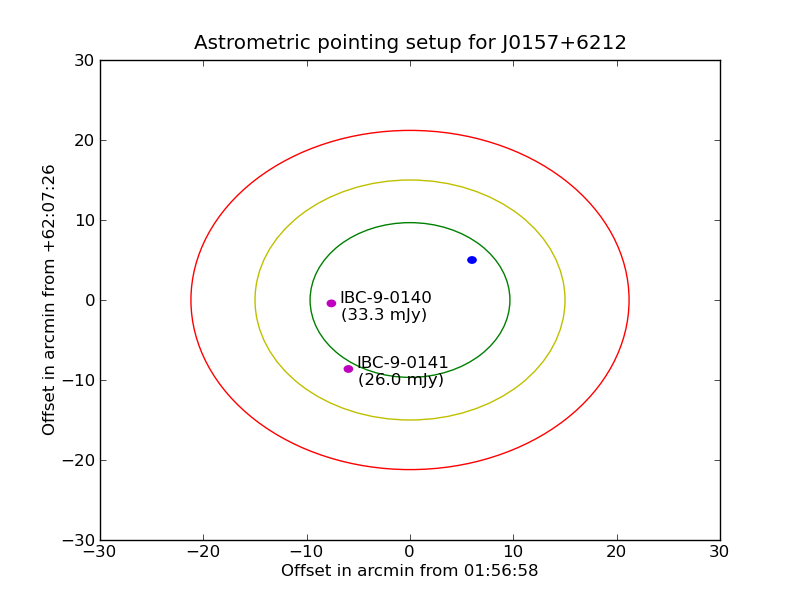 Astrometric pointing setup for J0157+6212
30
20
10
0
−10
−20
−30
Offset in arcmin from +62:07:26
IBC-9-0140
(33.3 mJy)
IBC-9-0141
(26.0 mJy)
−30
−20
−10
0
10
20
30
Offset in arcmin from 01:56:58